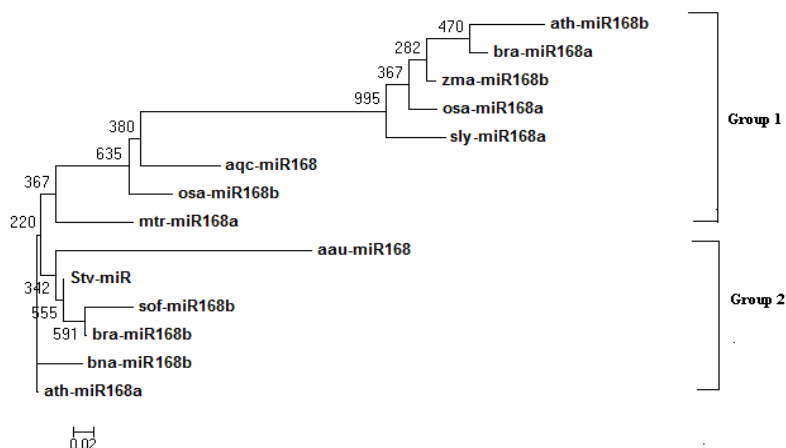 470
ath-miR168b
bra-miR168a
282
zma-miR168b
367
osa-miR168a
995
sly-miR168a
Group 1
380
aqc-miR168
635
osa-miR168b
367
mtr-miR168a
220
aau-miR168
Stv-miR
342
sof-miR168b
555
bra-miR168b
591
Group 2
bna-miR168b
ath-miR168a
0.02